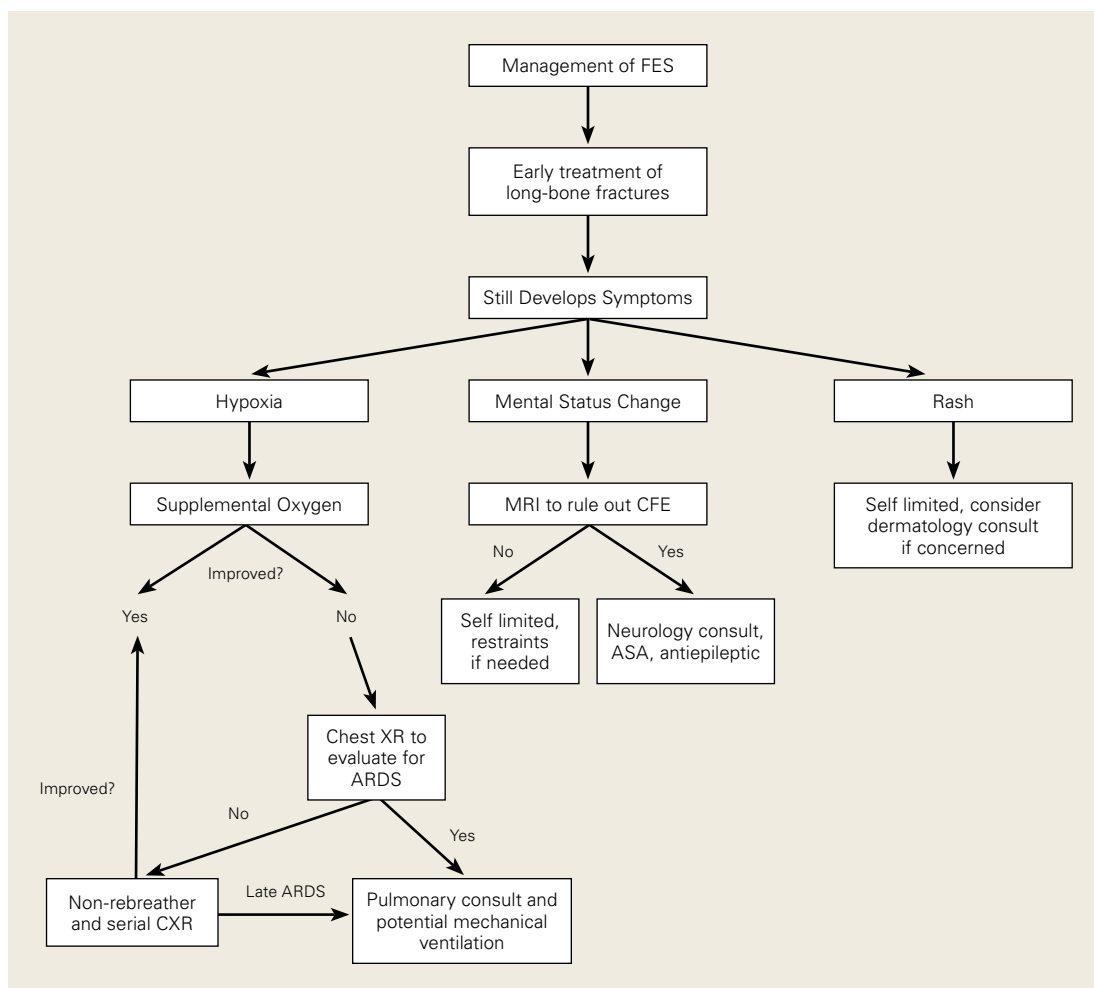 Management of FES
Early treatment of
long-bone fractures
Still Develops Symptoms
Hypoxia
Mental Status Change
Rash
Supplemental Oxygen
MRI to rule out CFE
Self limited, consider
dermatology consult
if concerned
Improved?
Yes
No
No
Yes
Self limited,
restraints
if needed
Neurology consult,
ASA, antiepileptic
Chest XR to
evaluate for
ARDS
Improved?
No
Yes
Non-rebreather
and serial CXR
Late ARDS
Pulmonary consult and
potential mechanical
ventilation